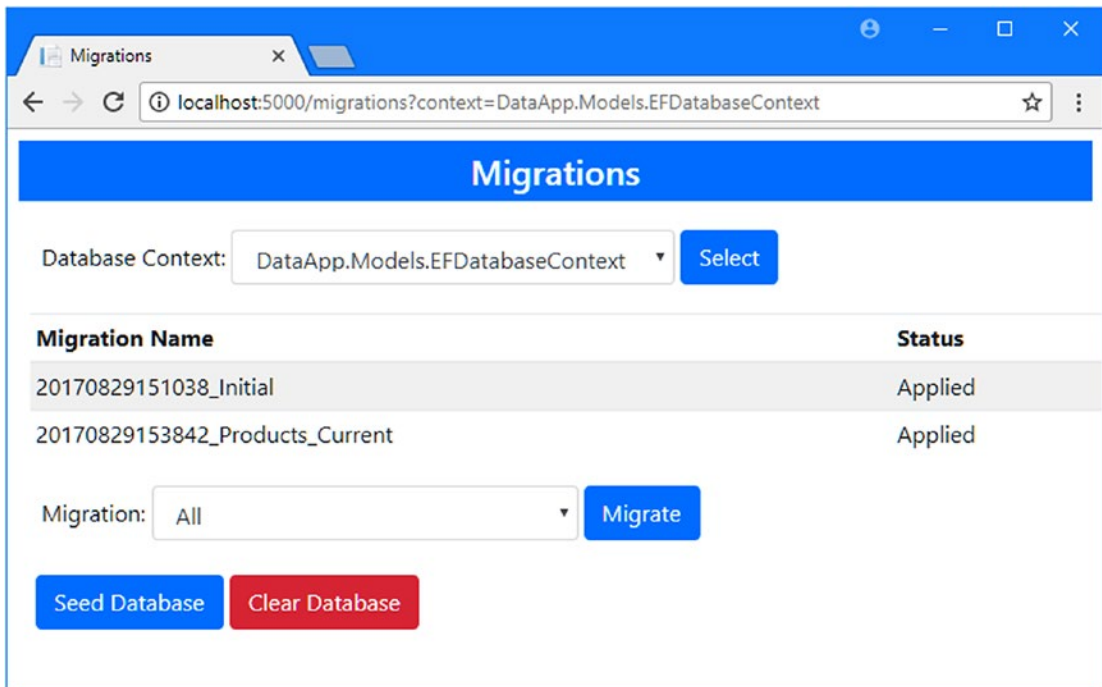 Migrations
localhost:5000/migrations?context=DataApp.Models.EFDatabaseContext
Migrations
Database Context: DataApp.Models.EFDatabaseContext Select
Migration Name Status
20170829151038_Initial Applied
20170829153842_Products_Current Applied
Migration: All Migrate
Seed Database Clear Database